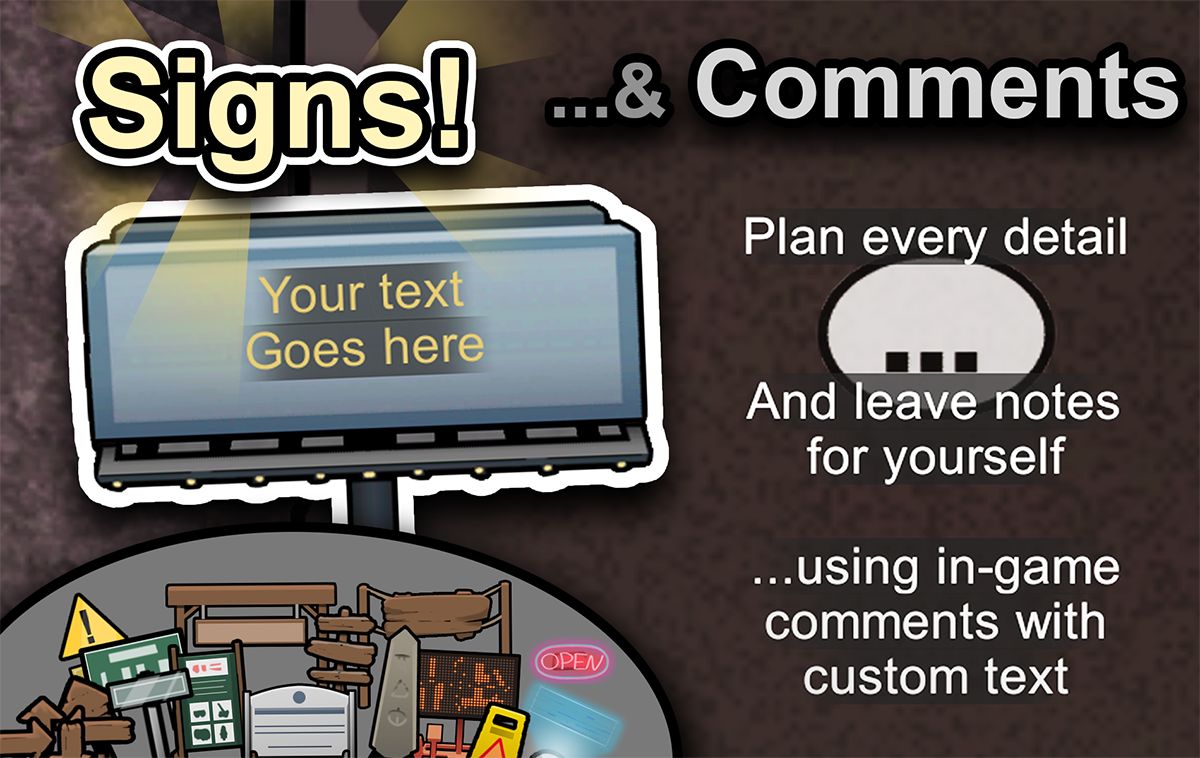 Signs!
...& Comments
Your text
Goes here
Plan every detail
...
And leave notes
for yourself
...using in-game
comments with
custom text
!
OPEN